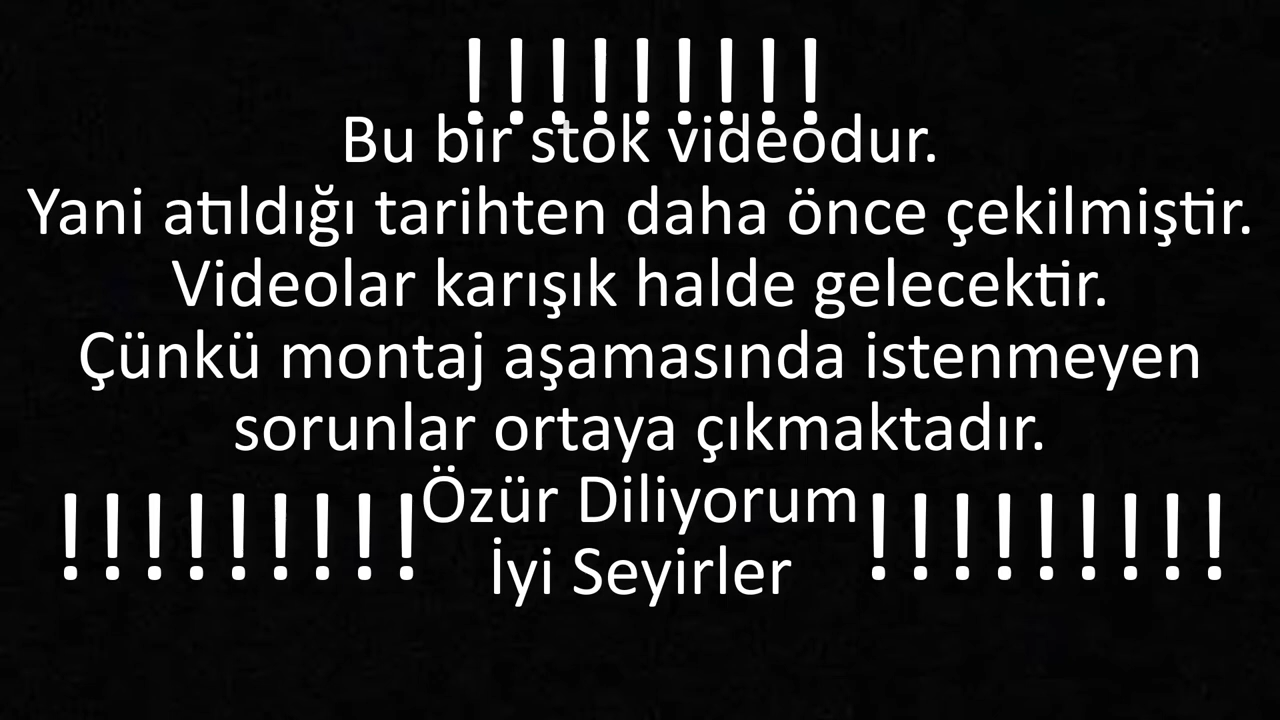 !!!!!!!!!
Bu bir stok videodur.
Yani atıldığı tarihten daha önce çekilmiştir.
Videolar karışık halde gelecektir.
Çünkü montaj aşamasında istenmeyen
sorunlar ortaya çıkmaktadır.
!!!!!!!!! Özür Diliyorum !!!!!!!!!
İyi Seyirler